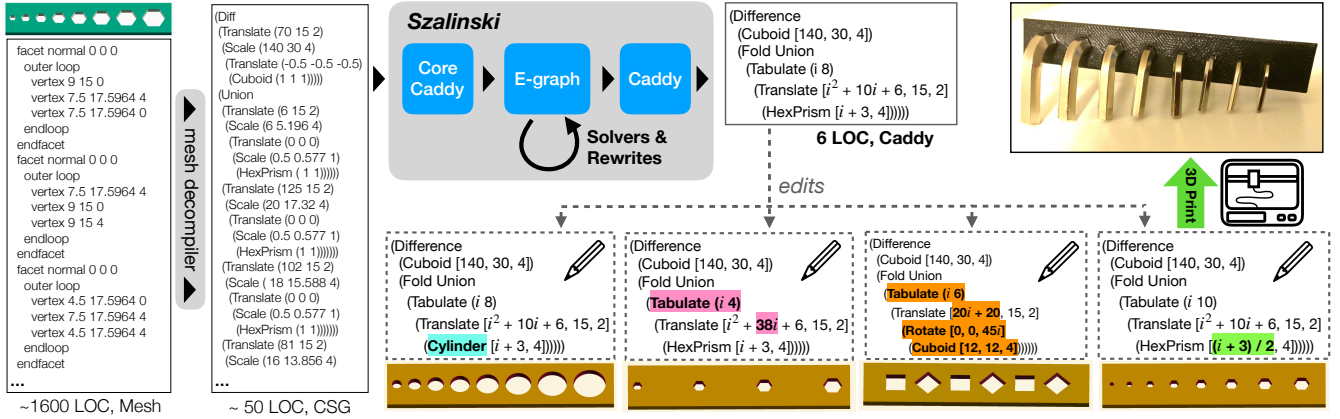 facet normal 0 0 0
outer loop
vertex 9 15 0
vertex 7.5 17.5964 4
vertex 7.5 17.5964 0
endloop
endfacet
facet normal 0 0 0
outer loop
vertex 7.5 17.5964 4
vertex 9 15 0
vertex 9 15 4
endloop
endfacet
facet normal 0 0 0
outer loop
vertex 4.5 17.5964 0
vertex 7.5 17.5964 4
vertex 4.5 17.5964 4
endloop
endfacet
...
~1600 LOC, Mesh
mesh decompiler
(Diff
(Translate (70 15 2)
(Scale (140 30 4)
(Translate (-0.5 -0.5 -0.5)
(Cuboid (1 1 1)))))
(Union
(Translate (6 15 2)
(Scale (6 5.196 4)
(Translate (0 0 0)
(Scale (0.5 0.577 1)
(HexPrism ( 1 1))))))
(Translate (125 15 2)
(Scale (20 17.32 4)
(Translate (0 0 0)
(Scale (0.5 0.577 1)
(HexPrism (1 1)))))))
(Translate (102 15 2)
(Scale ( 18 15.588 4)
(Translate (0 0 0)
(Scale (0.5 0.577 1)
(HexPrism (1 1)))))))
(Translate (81 15 2)
(Scale (16 13.856 4)
...
~ 50 LOC, CSG
Szalinski
Core
Caddy
E-graph
Caddy
Solvers &
Rewrites
(Difference
(Cuboid [140, 30, 4])
(Fold Union
(Tabulate (i 8)
(Translate [i² + 10i + 6, 15, 2]
(HexPrism [i + 3, 4])))))
6 LOC, Caddy
edits
3D Print
(Difference
(Cuboid [140, 30, 4])
(Fold Union
(Tabulate (i 8)
(Translate [i² + 10i + 6, 15, 2]
(Cylinder [i + 3, 4])))))
(Difference
(Cuboid [140, 30, 4])
(Fold Union
(Tabulate (i 4)
(Translate [i² + 38i + 6, 15, 2]
(HexPrism [i + 3, 4])))))
(Difference
(Cuboid [140, 30, 4])
(Fold Union
(Tabulate (i 6)
(Translate [20i + 20, 15, 2]
(Rotate [0, 0, 45i]
(Cuboid [12, 12, 4]))))))
(Difference
(Cuboid [140, 30, 4])
(Fold Union
(Tabulate (i 10)
(Translate [i² + 10i + 6, 15, 2]
(HexPrism [(i + 3) / 2, 4])))))